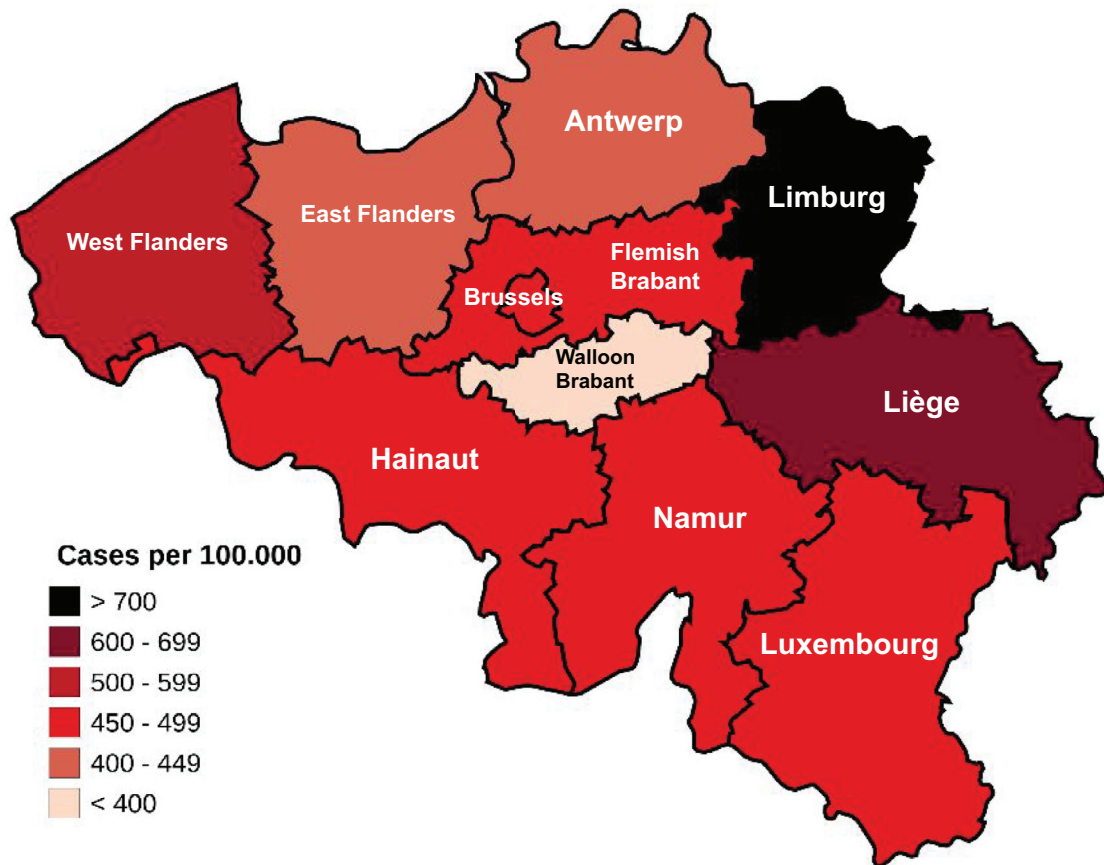 Antwerp
Limburg
East Flanders
West Flanders
Flemish
Brabant
Brussels
Walloon
Brabant
Liège
Hainaut
Namur
Luxembourg
Cases per 100.000
> 700
600 - 699
500 - 599
450 - 499
400 - 449
< 400